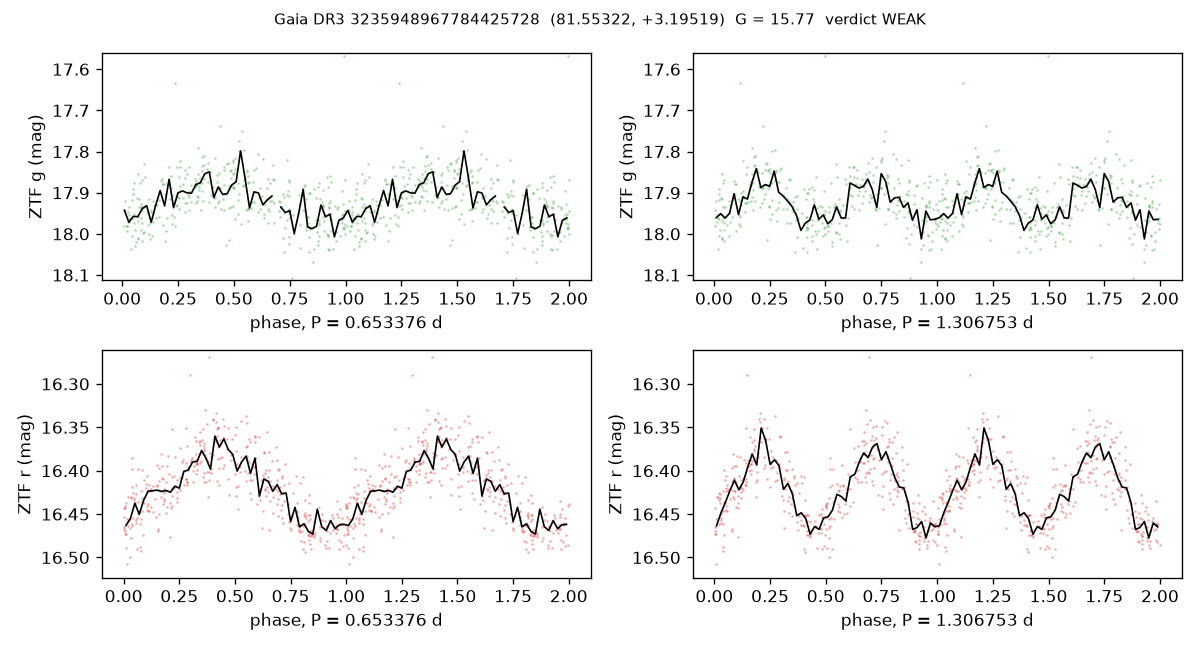 Gaia DR3 3235948967784425728 (81.55322, +3.19519) G = 15.77 verdict WEAK
ZTF g (mag)
17.6
17.7
17.8
17.9
18.0
18.1
0.00 0.25 0.50 0.75 1.00 1.25 1.50 1.75 2.00
phase, P = 0.653376 d
ZTF g (mag)
17.6
17.7
17.8
17.9
18.0
18.1
0.00 0.25 0.50 0.75 1.00 1.25 1.50 1.75 2.00
phase, P = 1.306753 d
ZTF r (mag)
16.30
16.35
16.40
16.45
16.50
0.00 0.25 0.50 0.75 1.00 1.25 1.50 1.75 2.00
phase, P = 0.653376 d
ZTF r (mag)
16.30
16.35
16.40
16.45
16.50
0.00 0.25 0.50 0.75 1.00 1.25 1.50 1.75 2.00
phase, P = 1.306753 d